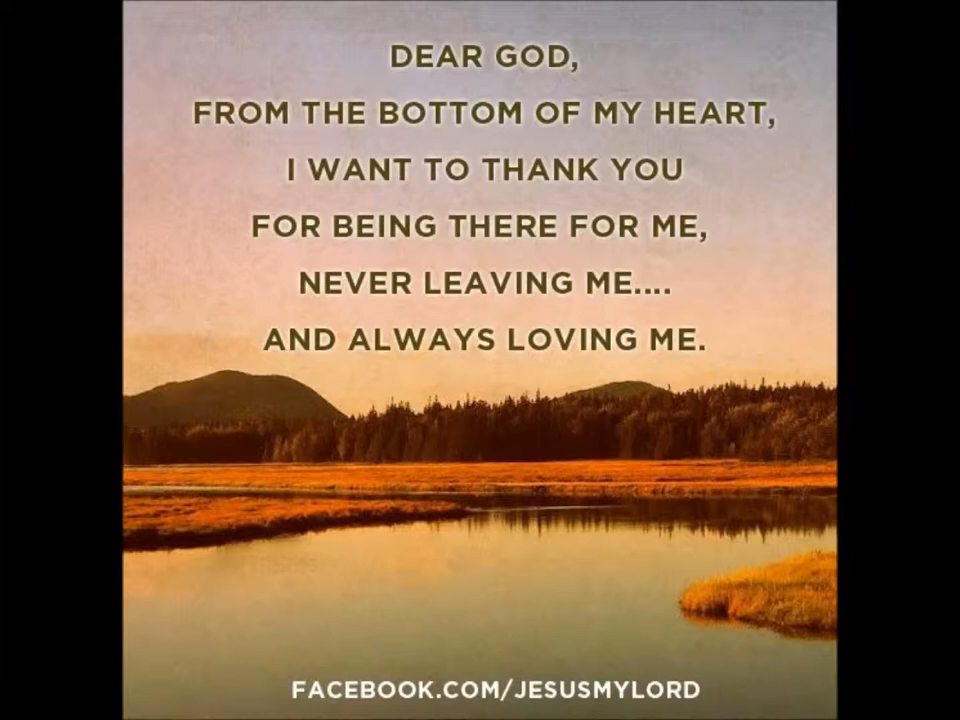 DEAR GOD,
FROM THE BOTTOM OF MY HEART,
I WANT TO THANK YOU
FOR BEING THERE FOR ME,
NEVER LEAVING ME....
AND ALWAYS LOVING ME.
FACEBOOK.COM/JESUSMYLORD